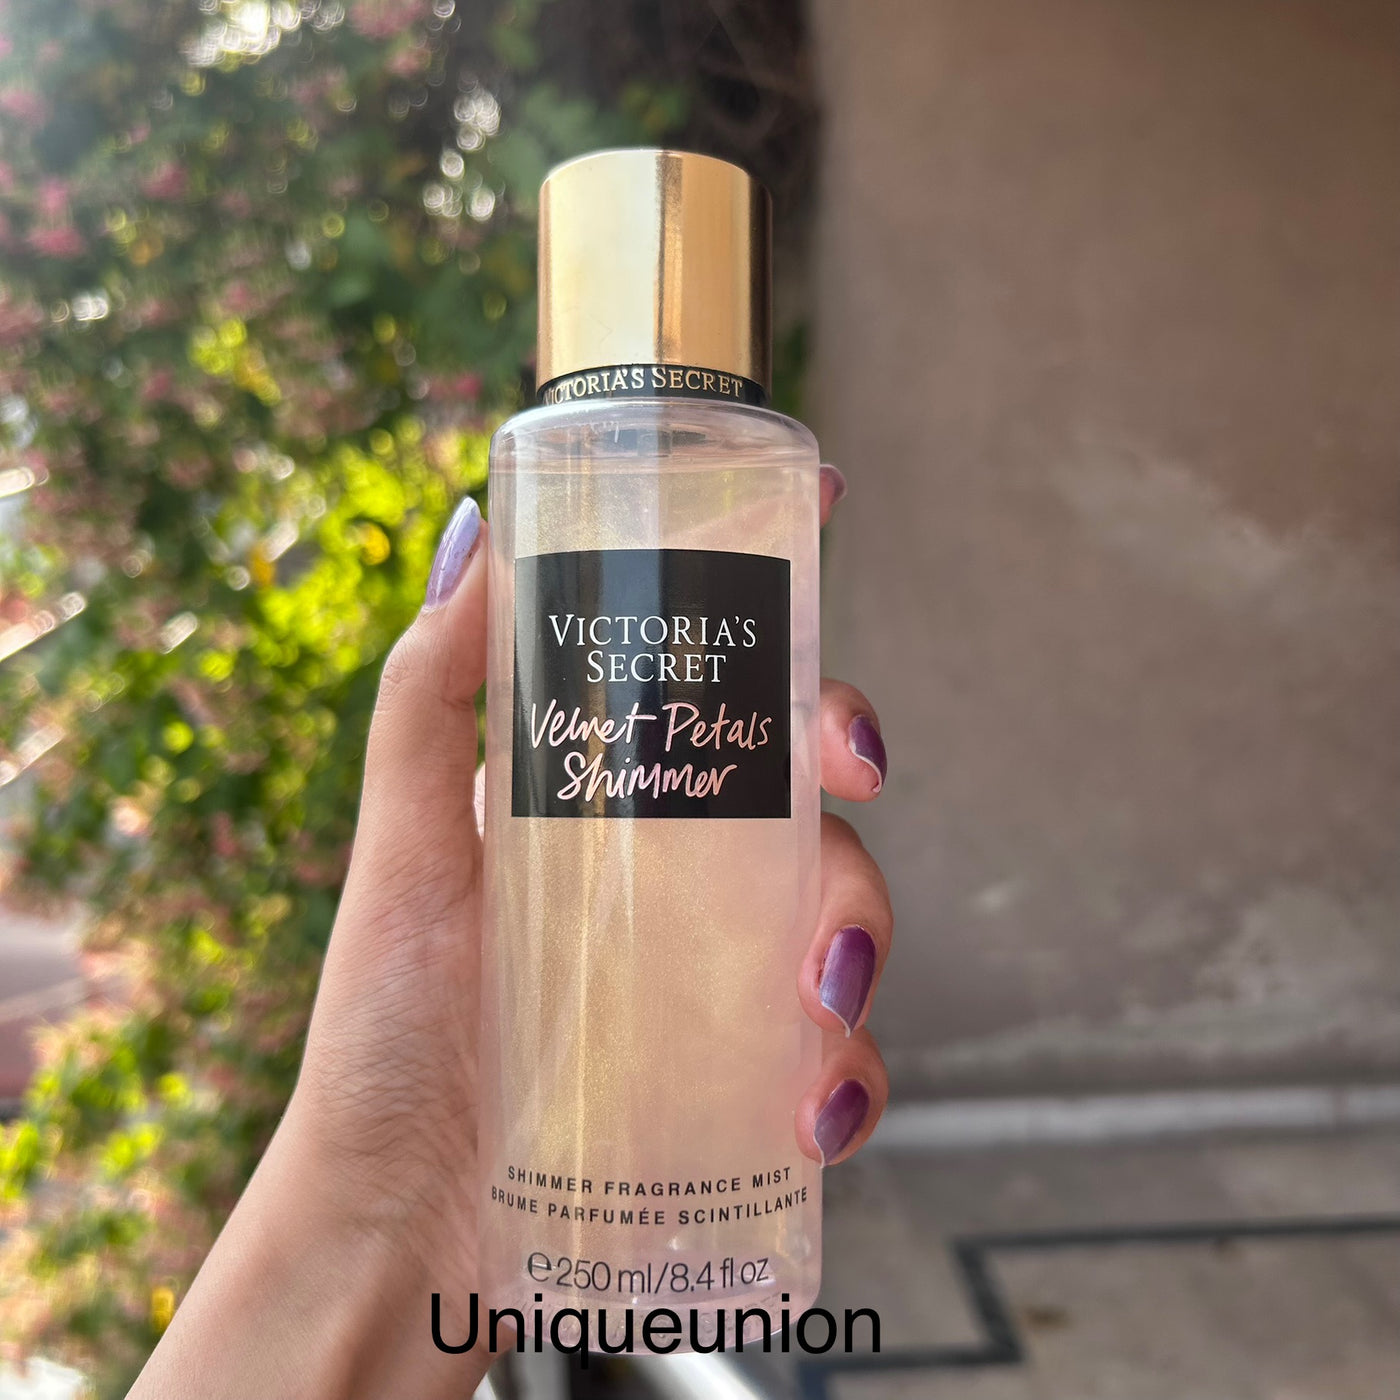 VICTORIA'S SECRET
VICTORIA'S
SECRET
Velvet Petals
Shimmer
SHIMMER FRAGRANCE MIST
BRUME PARFUMÉE SCINTILLANTE
e250 ml/8.4 fl oz
Uniqueunion